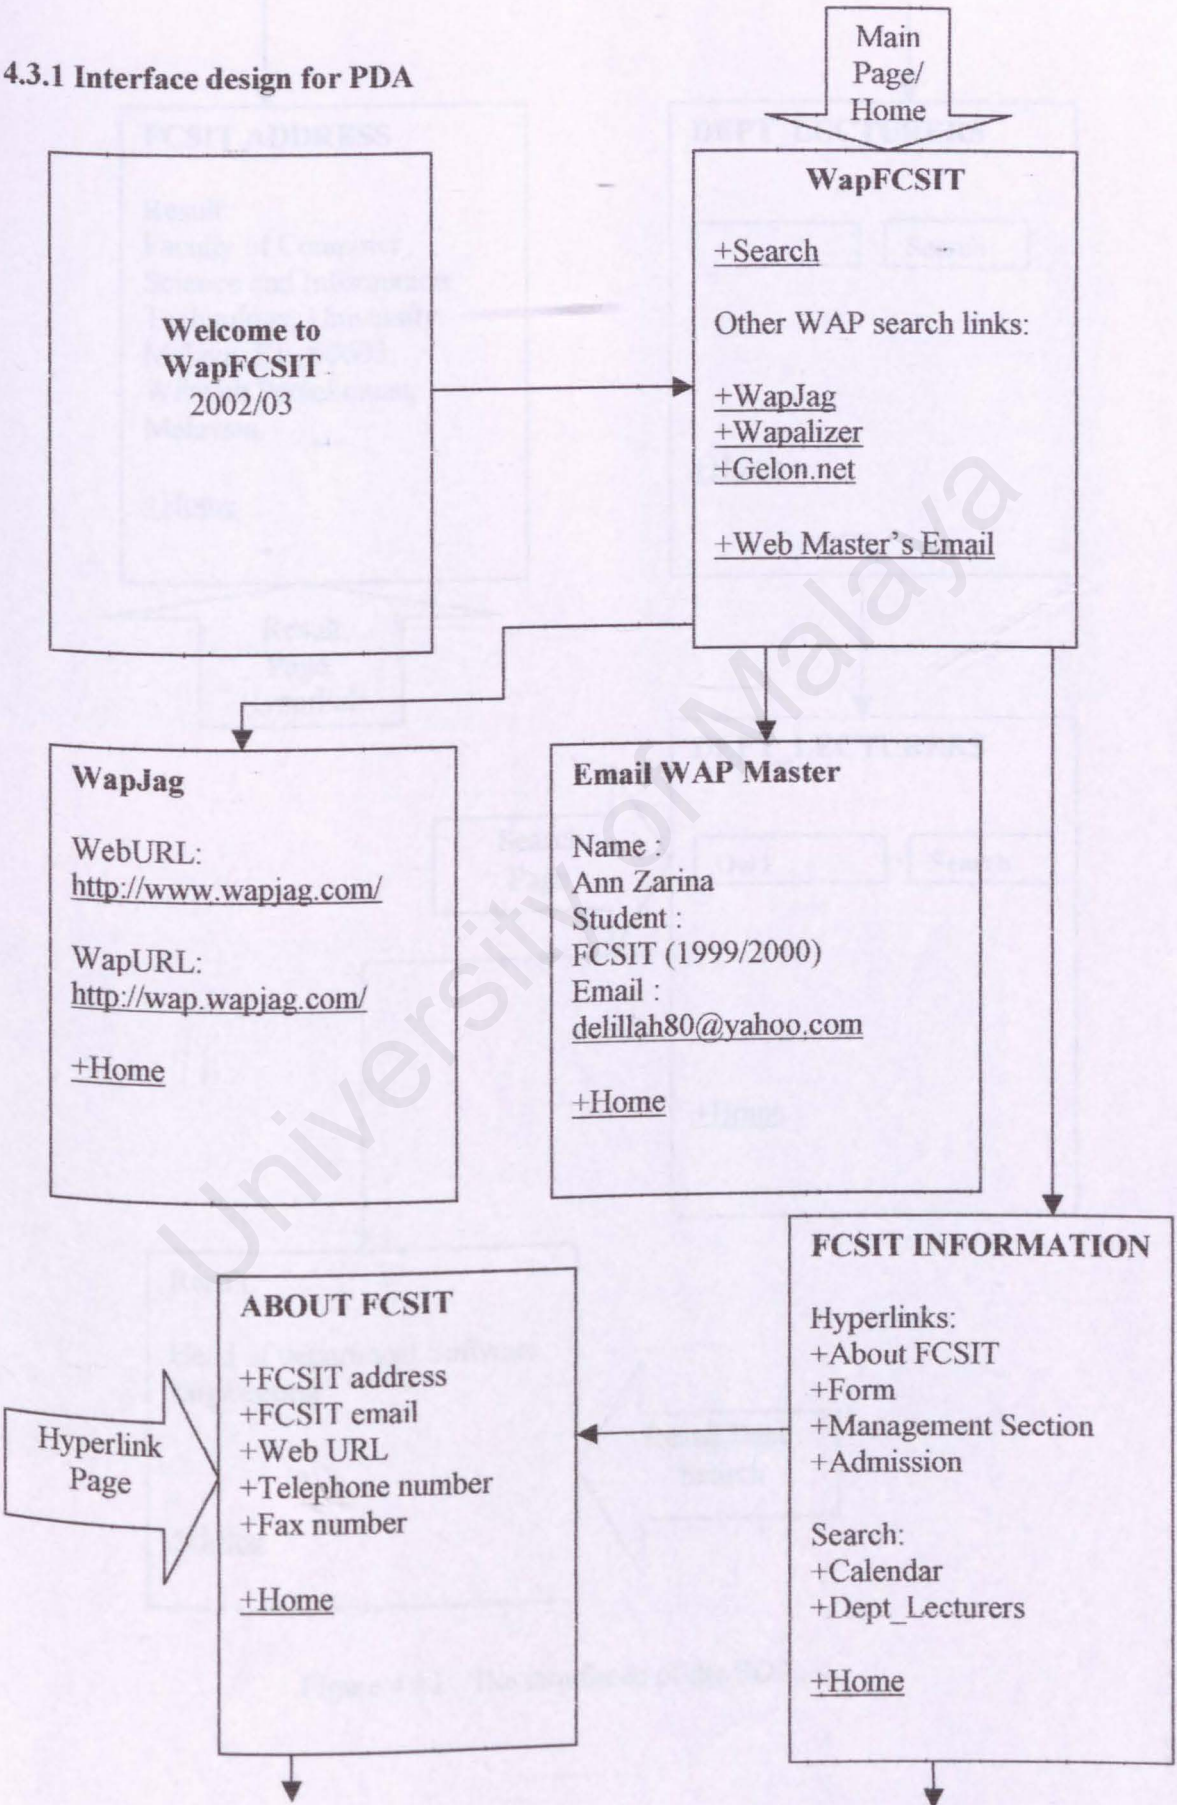 4.3.1 Interface design for PDA
Main
Page/
Home
Welcome to
WapFCSIT
2002/03
WapFCSIT
+Search
Other WAP search links:
+WapJag
+Wapalizer
+Gelon.net
+Web Master"s Email
WapJag
WebURL:
http://www.wapjag.com/
WapURL:
http://wap.wapjag.com/
+Home
Email WAP Master
Name :
Ann Zarina
Student :
FCSIT (1999/2000)
Email :
delillah80@yahoo.com
+Home
Hyperlink
Page
ABOUT FCSIT
+FCSIT address
+FCSIT email
+Web URL
+Telephone number
+Fax number
+Home
FCSIT INFORMATION
Hyperlinks:
+About FCSIT
+Form
+Management Section
+Admission
Search:
+Calendar
+Dept_Lecturers
+Home
University of Malaya